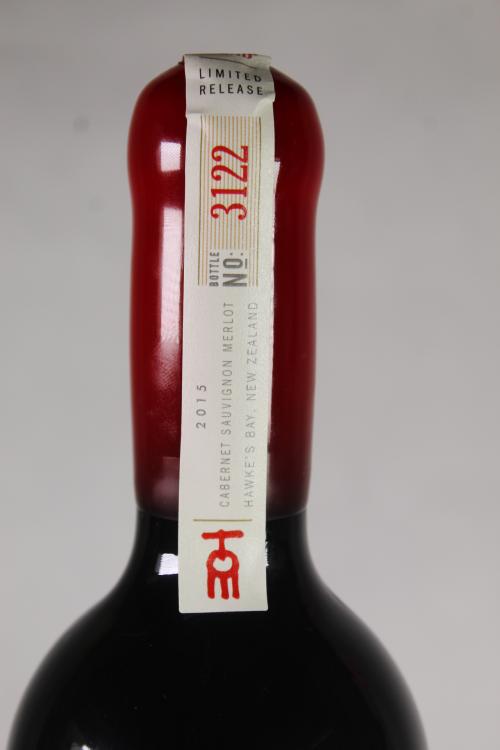 LIMITED
RELEASE
BOTTLE
NO:
3122
2015
CABERNET SAUVIGNON MERLOT
HAWKE'S BAY, NEW ZEALAND